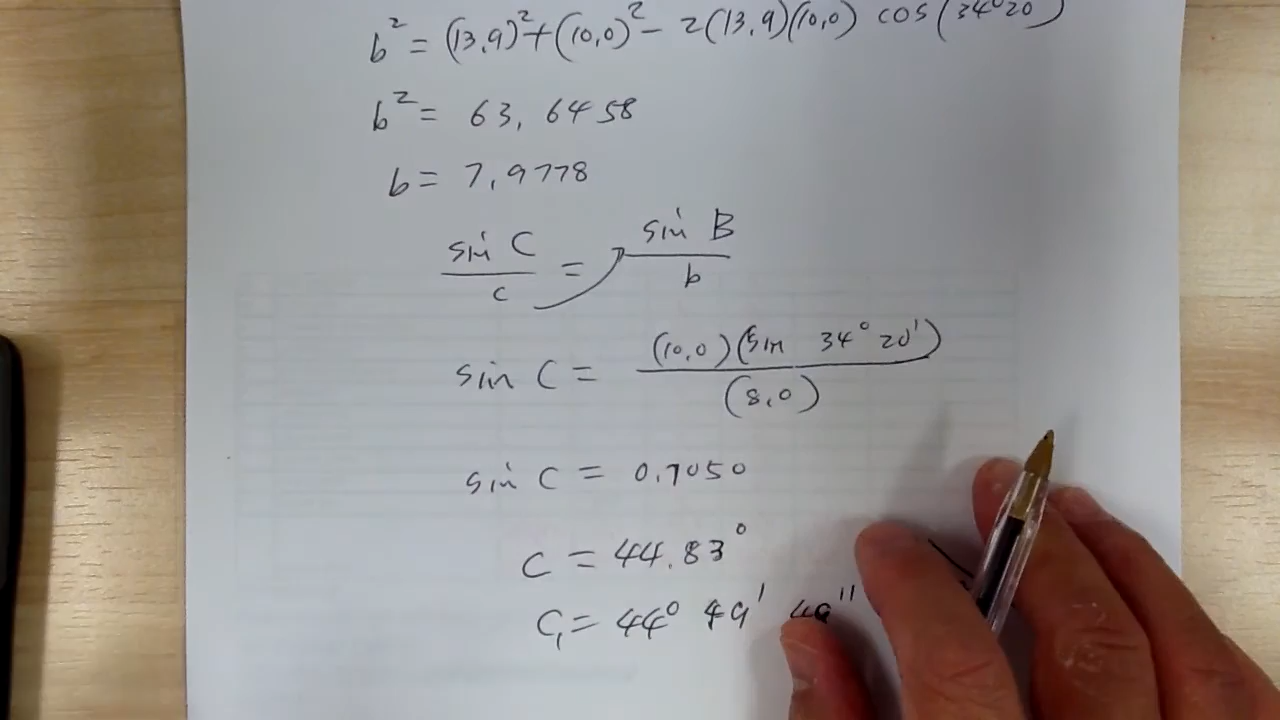 b² = (13,9)² + (10,0)² - 2(13,9)(10,0) cos(34°20
b² = 63,6458
b = 7,9778
sin C / c = sin B / b
sin C = (10,0)(sin 34° 20') / (8,0)
sin C = 0,7050
C = 44.83°
C₁ = 44° 49' 49"